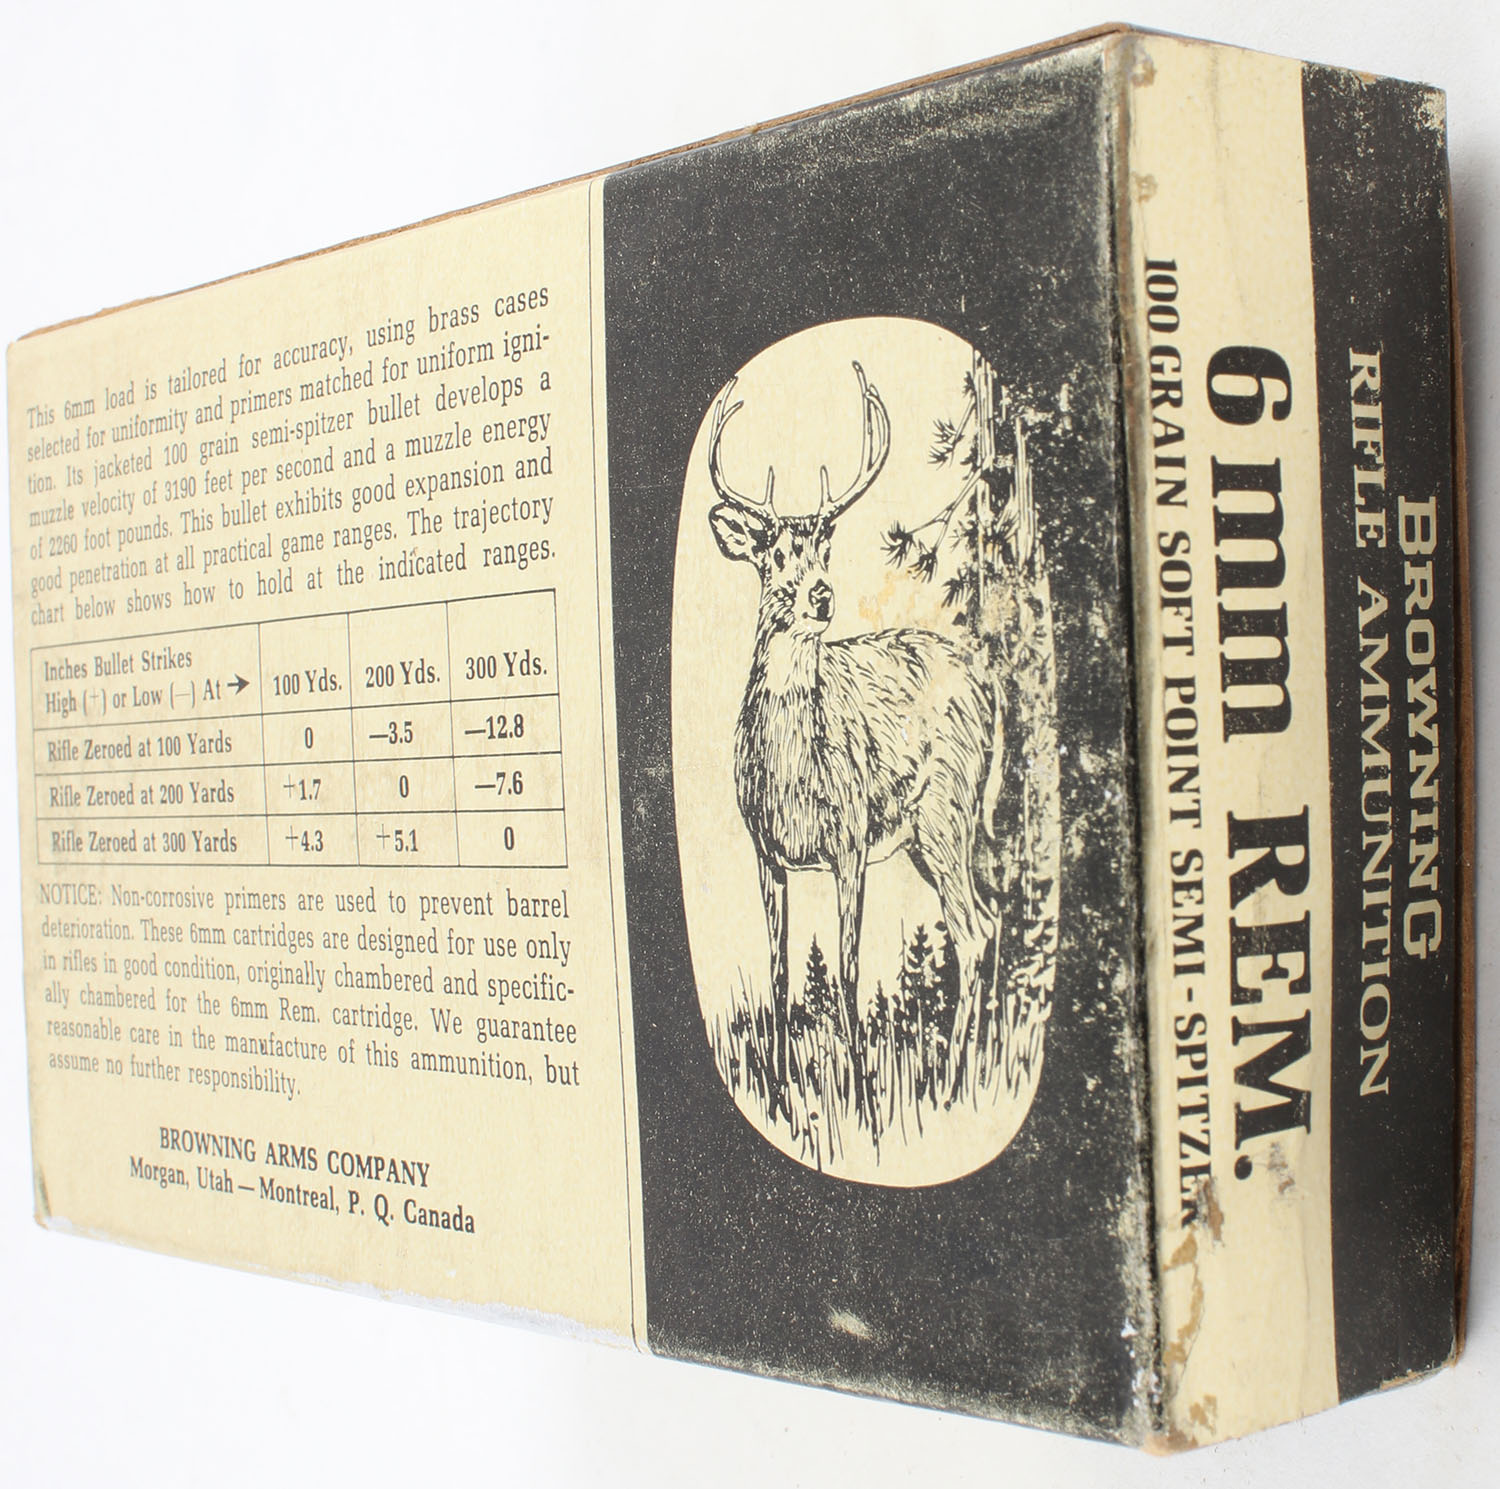 This 6mm load is tailored for accuracy, using brass cases
selected for uniformity and primers matched for uniform igni-
tion. Its jacketed 100 grain semi-spitzer bullet develops a
muzzle velocity of 3190 feet per second and a muzzle energy
of 2260 foot pounds. This bullet exhibits good expansion and
good penetration at all practical game ranges. The trajectory
chart below shows how to hold at the indicated ranges.
Inches Bullet Strikes
High (+) or Low (—) At → 100 Yds. 200 Yds. 300 Yds.
Rifle Zeroed at 100 Yards 0 —3.5 —12.8
Rifle Zeroed at 200 Yards +1.7 0 —7.6
Rifle Zeroed at 300 Yards +4.3 +5.1 0
NOTICE: Non-corrosive primers are used to prevent barrel
deterioration. These 6mm cartridges are designed for use only
in rifles in good condition, originally chambered and specific-
ally chambered for the 6mm Rem. cartridge. We guarantee
reasonable care in the manufacture of this ammunition, but
assume no further responsibility.
BROWNING ARMS COMPANY
Morgan, Utah — Montreal, P. Q. Canada
BROWNING
RIFLE AMMUNITION
6mm REM.
100 GRAIN SOFT POINT SEMI-SPITZER